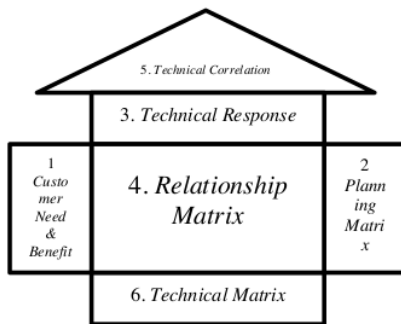 5. Technical Correlation
3. Technical Response
1
Custo
mer
Need
&
Benefit
4. Relationship
Matrix
2
Plann
ing
Matri
x
6. Technical Matrix